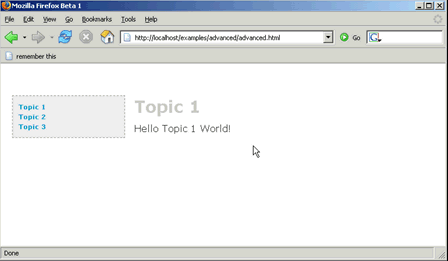 Mozilla Firefox Beta 1
File Edit View Go Bookmarks Tools Help
http://localhost/examples/advanced/advanced.html Go G
remember this
Topic 1
Topic 2
Topic 3
Topic 1
Hello Topic 1 World!
Done